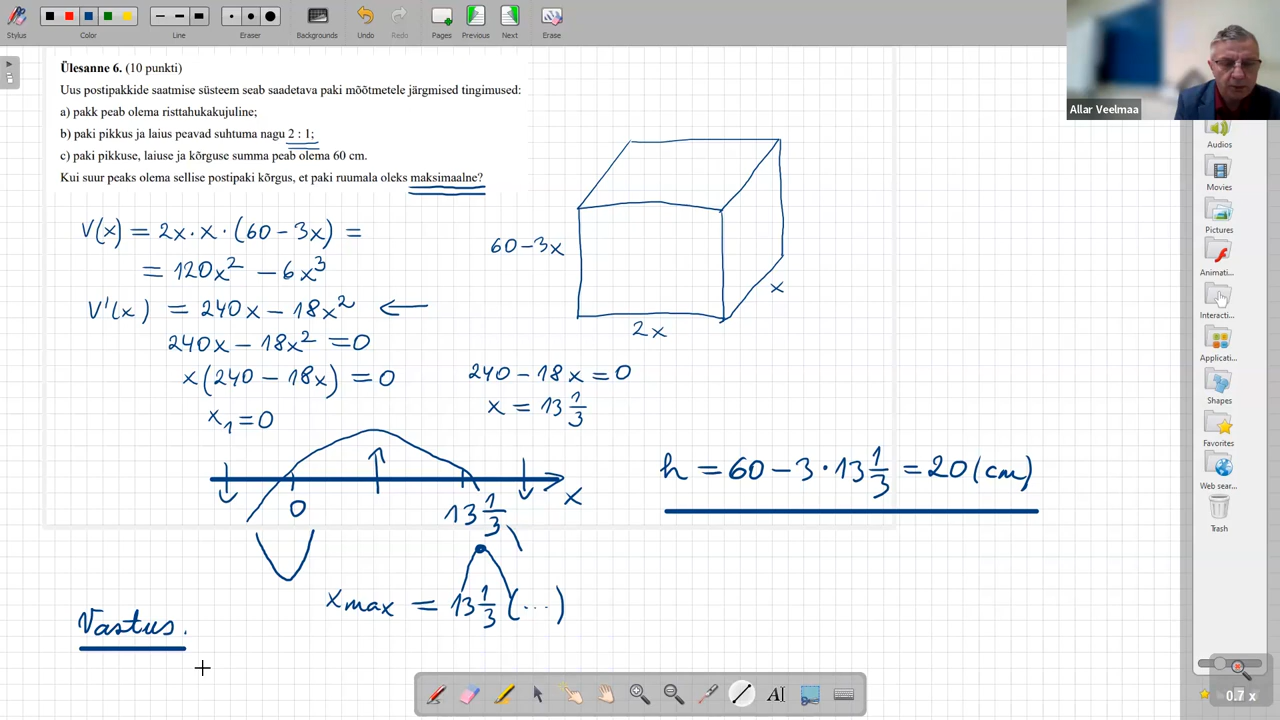 Stylus
Color
Line
Eraser
Backgrounds
Undo
Redo
Pages
Previous
Next
Erase
Allar Veelmaa
Ülesanne 6. (10 punkti)
Uus postipakkide saatmise süsteem seab saadetava paki mõõtmetele järgmised tingimused:
a) pakk peab olema risttahukakujuline;
b) paki pikkus ja laius peavad suhtuma nagu 2 : 1;
c) paki pikkuse, laiuse ja kõrguse summa peab olema 60 cm.
Kui suur peaks olema sellise postipaki kõrgus, et paki ruumala oleks maksimaalne?
V(x) = 2x · x · (60 – 3x) =
= 120x² – 6x³
V'(x) = 240x – 18x² ←
240x – 18x² = 0
x(240 – 18x) = 0
x₁ = 0
240 – 18x = 0
x = 13 1/3
60 – 3x
x
2x
0
13 1/3
x
xmax = 13 1/3 (...)
h = 60 – 3 · 13 1/3 = 20 (cm)
Vastus.
Audios
Movies
Pictures
Animati...
Interacti...
Applicati...
Shapes
Favorites
Web sear...
Trash
0.7 x